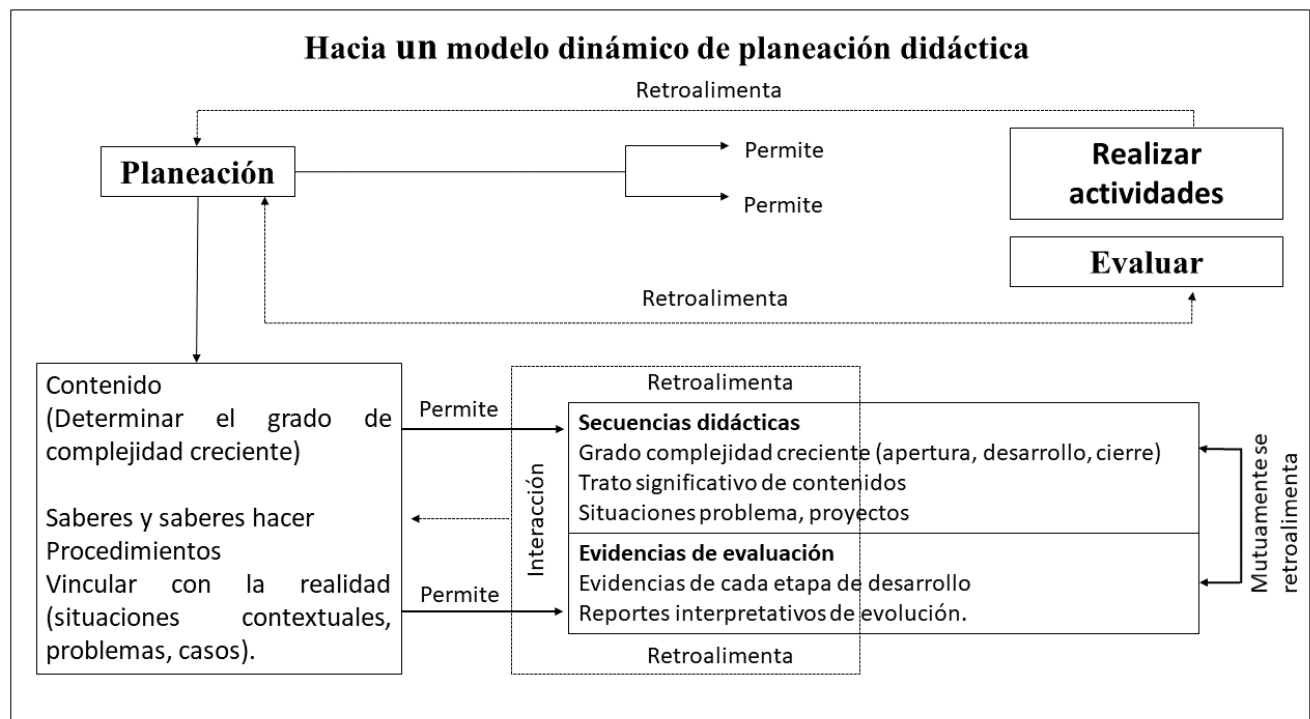 Hacia un modelo dinámico de planeación didáctica
Retroalimenta
Planeación
Permite
Permite
Realizar
actividades
Evaluar
Retroalimenta
Contenido
(Determinar el grado de
complejidad creciente)
Saberes y saberes hacer
Procedimientos
Vincular con la realidad
(situaciones contextuales,
problemas, casos).
Permite
Permite
Interacción
Retroalimenta
Secuencias didácticas
Grado complejidad creciente (apertura, desarrollo, cierre)
Trato significativo de contenidos
Situaciones problema, proyectos
Evidencias de evaluación
Evidencias de cada etapa de desarrollo
Reportes interpretativos de evolución.
Retroalimenta
Mutuamente se
retroalimenta